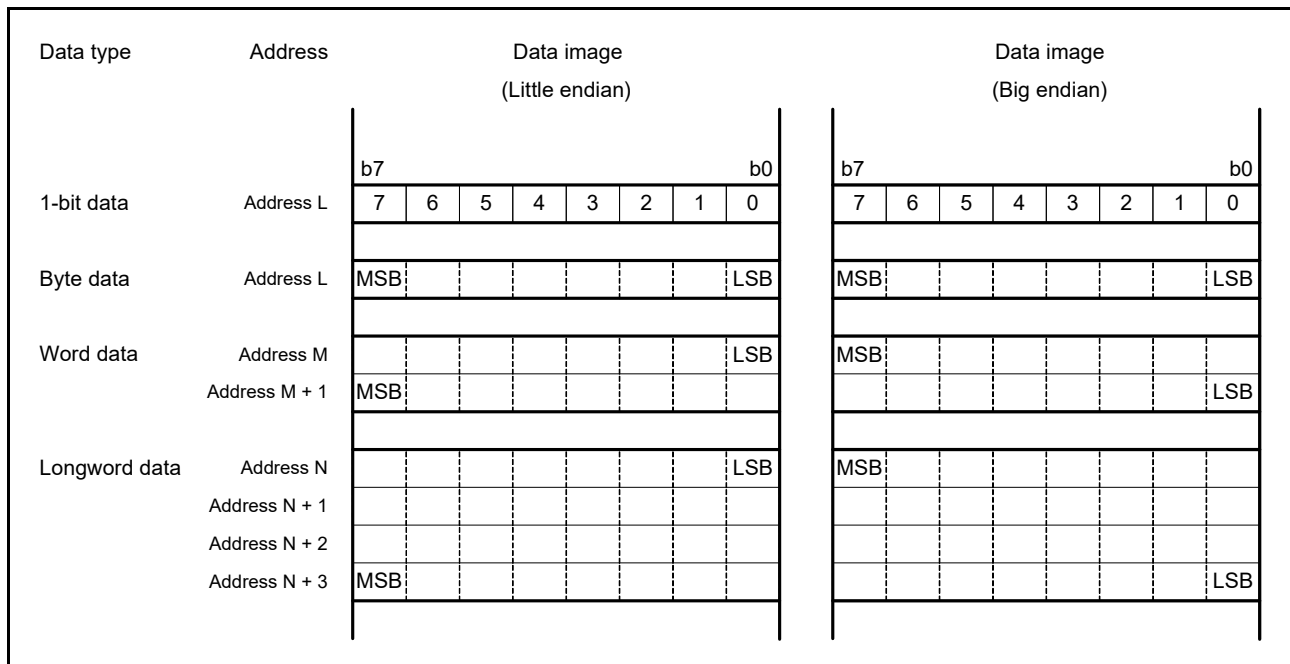 Data type Address Data image Data image
(Little endian) (Big endian)
b7 b0 b7 b0
1-bit data Address L 7 6 5 4 3 2 1 0 7 6 5 4 3 2 1 0
Byte data Address L MSB LSB MSB LSB
Word data Address M LSB MSB
Address M + 1 MSB LSB
Longword data Address N LSB MSB
Address N + 1
Address N + 2
Address N + 3 MSB LSB